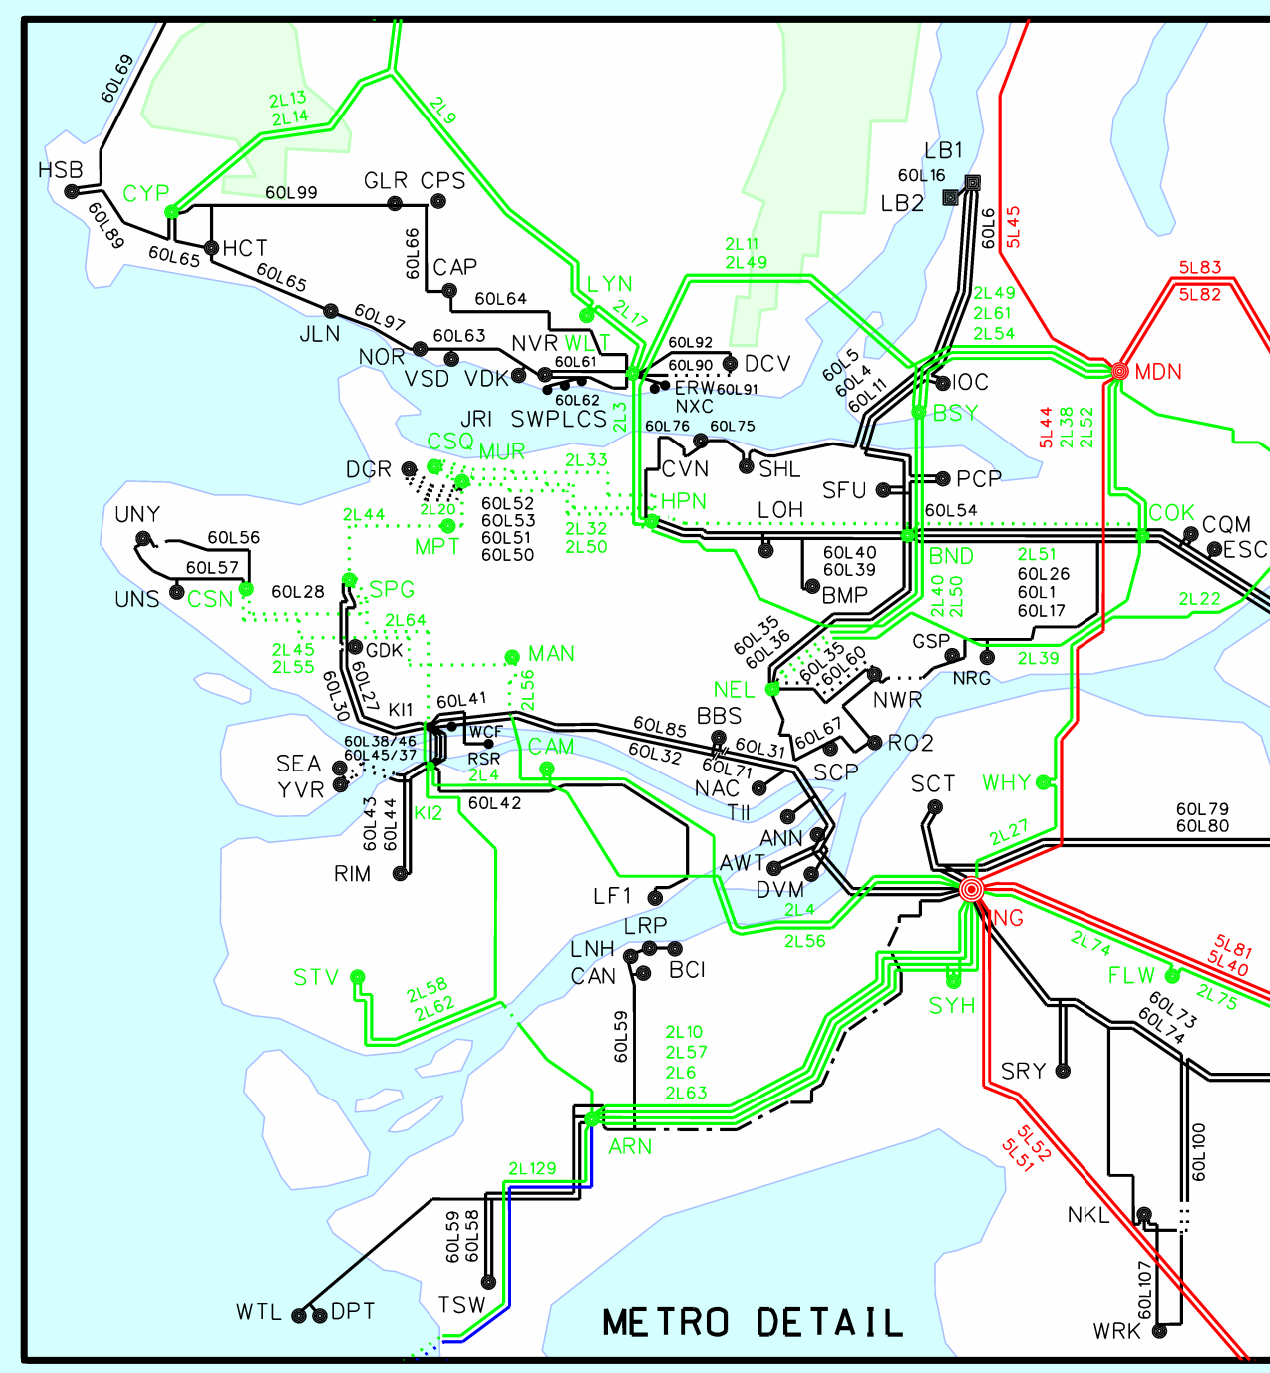 60L69
2L13
2L14
2L9
HSB
CYP
60L99
GLR
CPS
60L89
60L65
HCT
60L66
60L65
CAP
60L64
JLN
60L97
NOR
60L63
VSD
VDK
NVR
WLT
60L61
60L62
JRI
SWP
LCS
LYN
2L17
2L11
2L49
60L92
60L90
DCV
ERW
60L91
NXC
2L3
LB1
60L16
LB2
60L6
5L45
2L49
2L61
2L54
5L83
5L82
MDN
60L5
60L4
60L11
IOC
BSY
5L44
2L38
2L52
60L76
60L75
CVN
SHL
CSQ
MUR
DGR
2L33
HPN
LOH
SFU
PCP
60L54
COK
CQM
ESC
2L20
60L52
60L53
60L51
60L50
2L32
2L50
2L44
MPT
UNY
60L56
60L57
UNS
CSN
60L28
SPG
2L64
60L40
60L39
BMP
BND
2L51
60L26
60L1
60L17
2L22
2L40
2L50
2L45
2L55
GDK
MAN
2L56
60L35
60L36
60L35
60L60
GSP
NRG
2L39
NEL
NWR
60L27
60L30
KI1
60L41
WCF
RSR
60L38/46
60L45/37
60L85
60L32
BBS
60L31
60L71
60L67
SCP
RO2
SEA
YVR
2L4
CAM
60L42
KI2
NAC
TII
SCT
WHY
60L79
60L80
2L27
60L43
60L44
RIM
ANN
AWT
DVM
LF1
2L4
2L56
ING
LRP
LNH
CAN
BCI
2L74
5L81
5L40
FLW
2L75
STV
2L58
2L62
SYH
60L73
60L74
60L59
2L10
2L57
2L6
2L63
SRY
ARN
5L52
5L51
60L100
2L129
60L59
60L58
NKL
60L107
WTL
DPT
TSW
METRO DETAIL
WRK